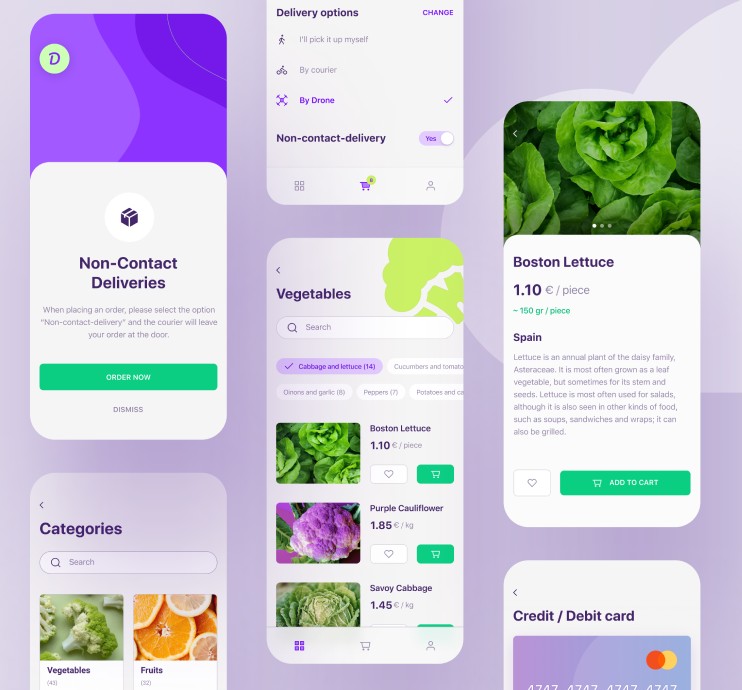 D
Non-Contact
Deliveries
When placing an order, please select the option
"Non-contact-delivery" and the courier will leave
your order at the door.
ORDER NOW
DISMISS
Categories
Search
Vegetables
(43)
Fruits
(32)
Delivery options
CHANGE
I'll pick it up myself
By courier
By Drone
Non-contact-delivery
Yes
6
Vegetables
Search
Cabbage and lettuce (14)
Cucumbers and tomato
Oinons and garlic (8)
Peppers (7)
Potatoes and ca
Boston Lettuce
1.10 € / piece
Purple Cauliflower
1.85 € / kg
Savoy Cabbage
1.45 € / kg
Boston Lettuce
1.10 € / piece
~ 150 gr / piece
Spain
Lettuce is an annual plant of the daisy family,
Asteraceae. It is most often grown as a leaf
vegetable, but sometimes for its stem and
seeds. Lettuce is most often used for salads,
although it is also seen in other kinds of food,
such as soups, sandwiches and wraps; it can
also be grilled.
ADD TO CART
Credit / Debit card
4747 4747 4747 4747